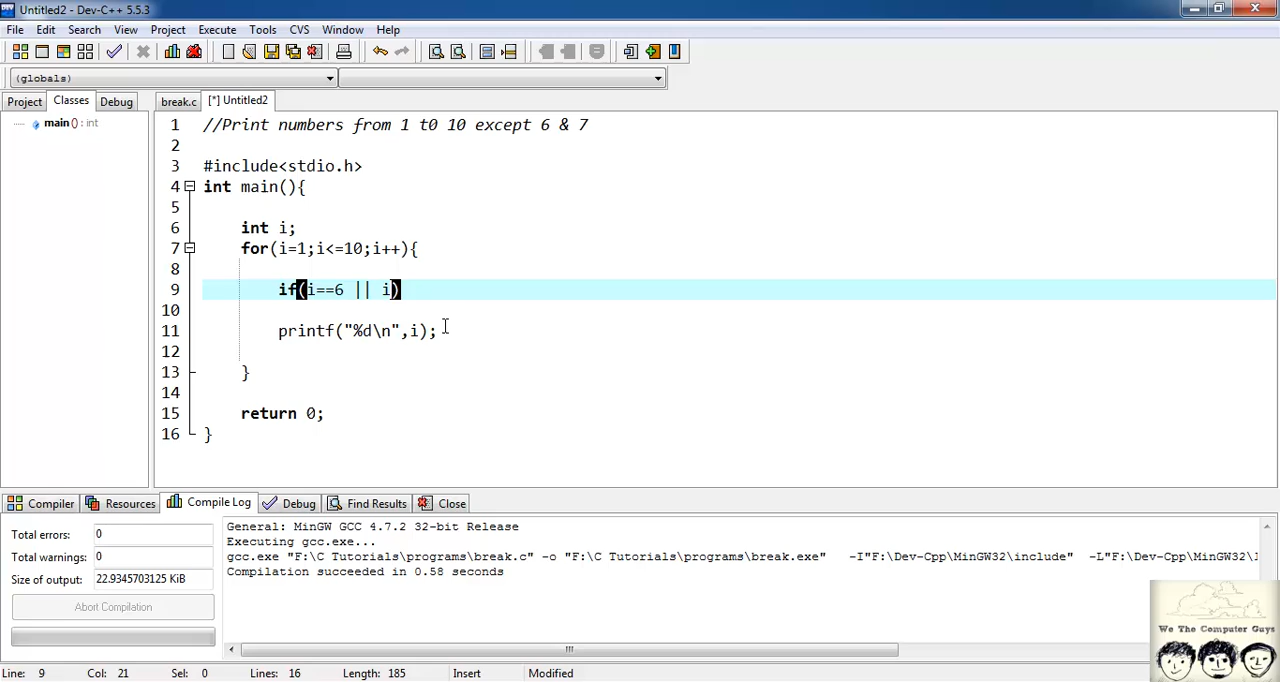 Untitled2 - Dev-C++ 5.5.3
File Edit Search View Project Execute Tools CVS Window Help
(globals)
Project Classes Debug break.c [*] Untitled2
main () : int
1 //Print numbers from 1 t0 10 except 6 & 7
2
3 #include<stdio.h>
4 int main(){
5
6 int i;
7 for(i=1;i<=10;i++){
8
9 if(i==6 || i)
10
11 printf("%d\n",i);
12
13 }
14
15 return 0;
16 }
Compiler Resources Compile Log Debug Find Results Close
Total errors: 0
Total warnings: 0
Size of output: 22.9345703125 KiB
Abort Compilation
General: MinGW GCC 4.7.2 32-bit Release
Executing gcc.exe...
gcc.exe "F:\C Tutorials\programs\break.c" -o "F:\C Tutorials\programs\break.exe" -I"F:\Dev-Cpp\MinGW32\include" -L"F:\Dev-Cpp\MinGW32\
Compilation succeeded in 0.58 seconds
We The Computer Guys
Line: 9 Col: 21 Sel: 0 Lines: 16 Length: 185 Insert Modified